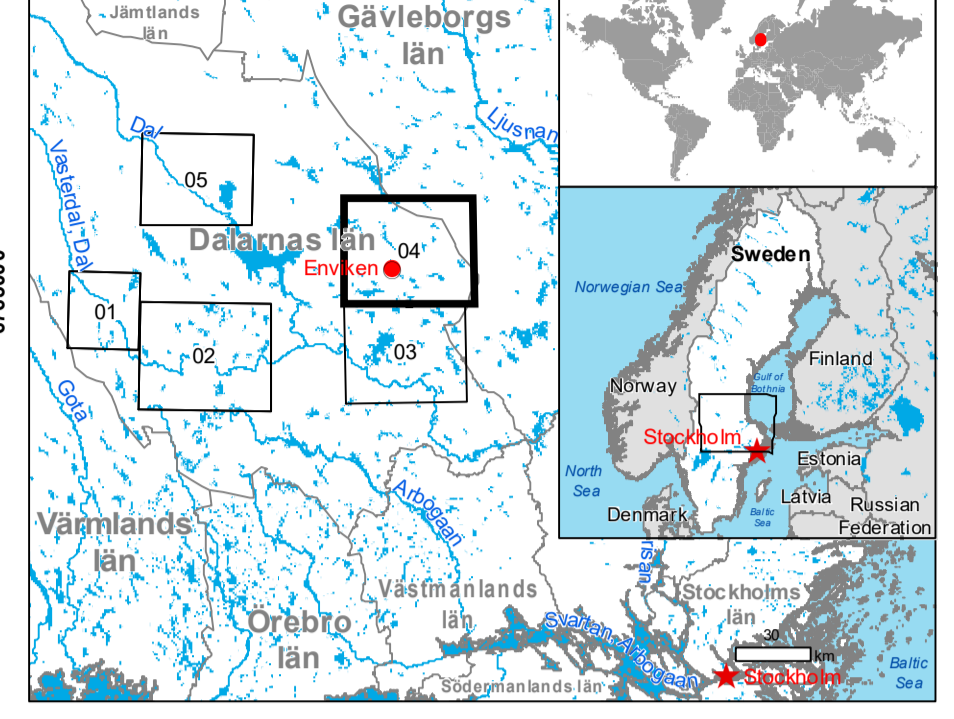 Jämtlands
län
Gävleborgs
län
Ljusnan
Dal
Vasterdal, Dal
05
Dalarnas län
04
Enviken
01
02
03
Gota
Arbogaan
Värmlands
län
Örebro
län
Västmanlands
län
Svartan, Arbogaan
Södermanlands län
Stockholms
län
30
km
Stockholm
Baltic
Sea
Sweden
Norwegian Sea
Finland
Norway
Gulf of
Bothnia
Stockholm
Estonia
North
Sea
Latvia
Denmark
Baltic
Sea
Russian
Federation